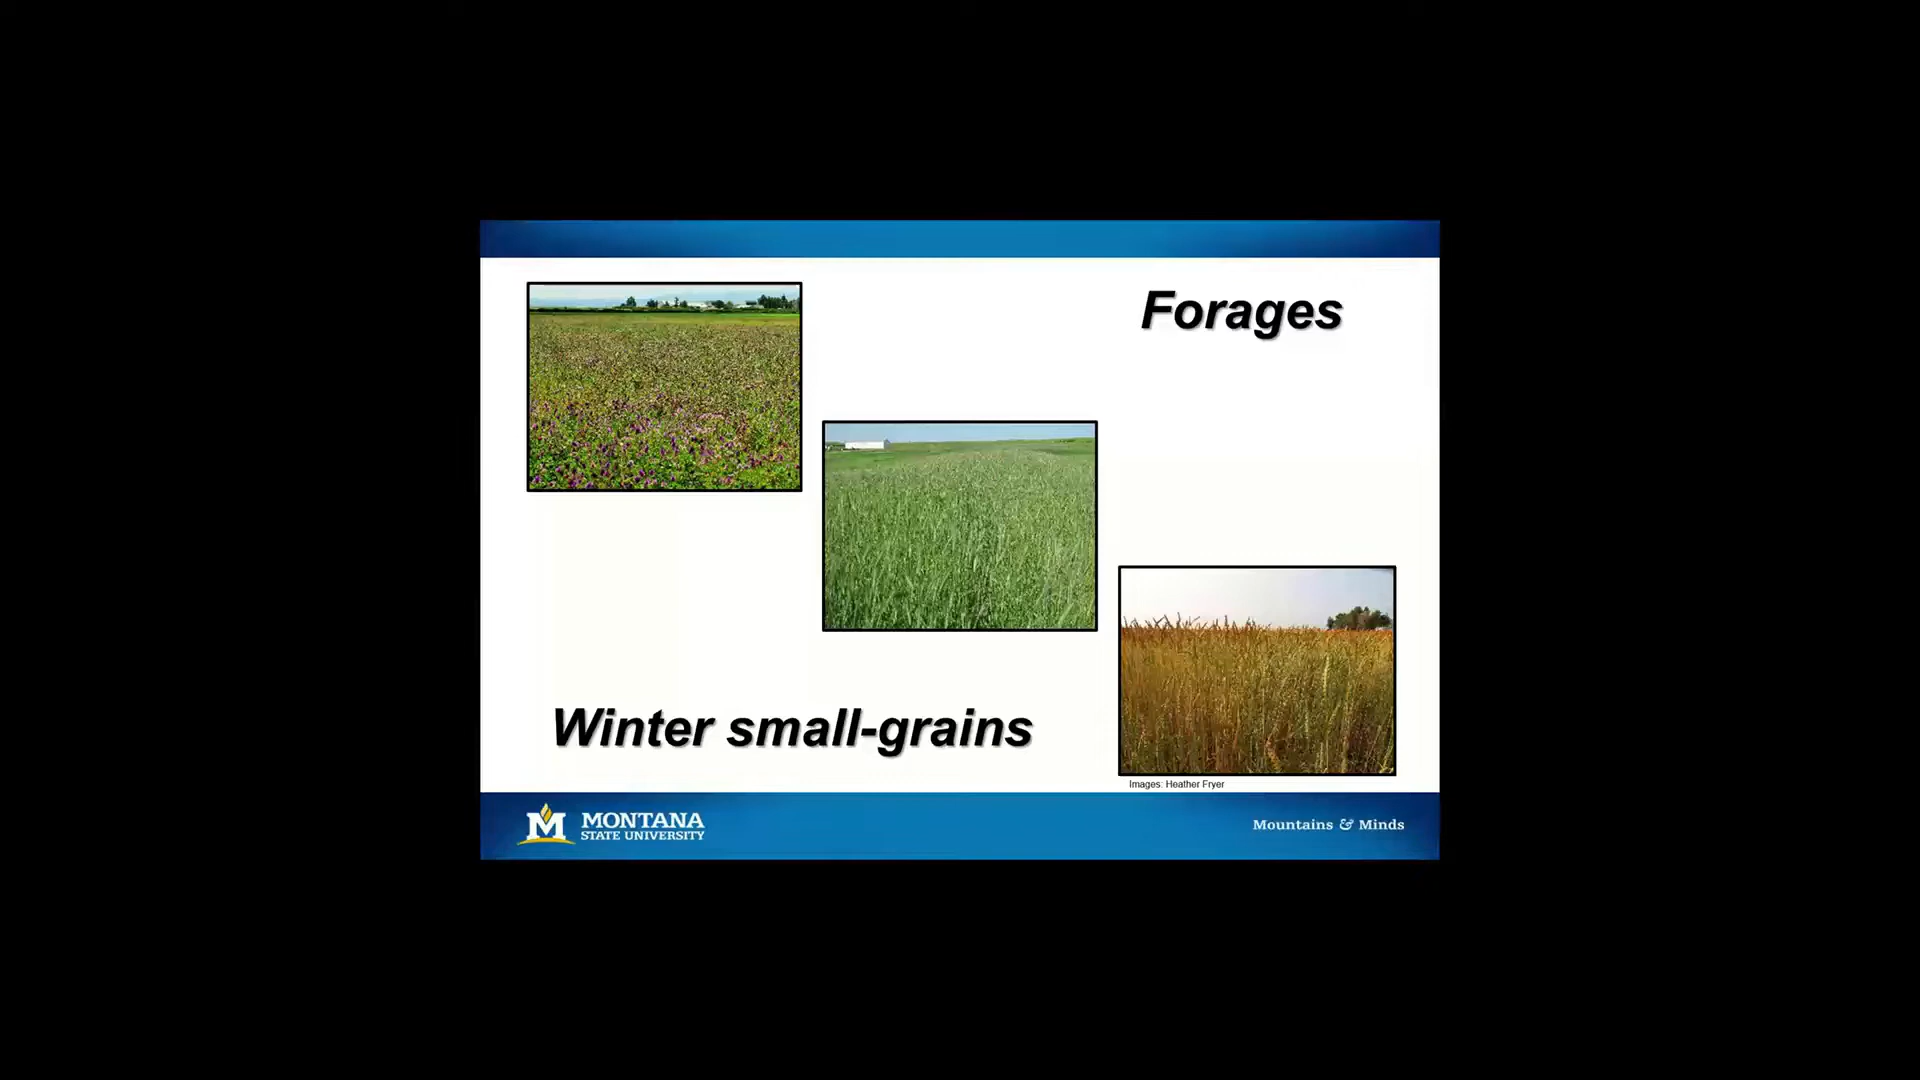 Forages
Winter small-grains
Images: Heather Fryer
M MONTANA
STATE UNIVERSITY
Mountains & Minds